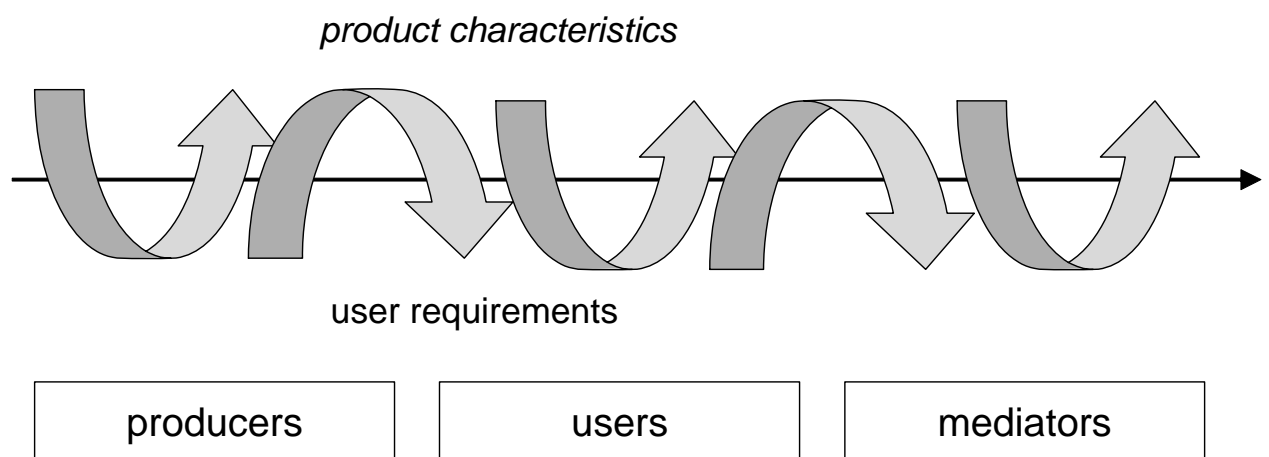 product characteristics
user requirements
producers
users
mediators